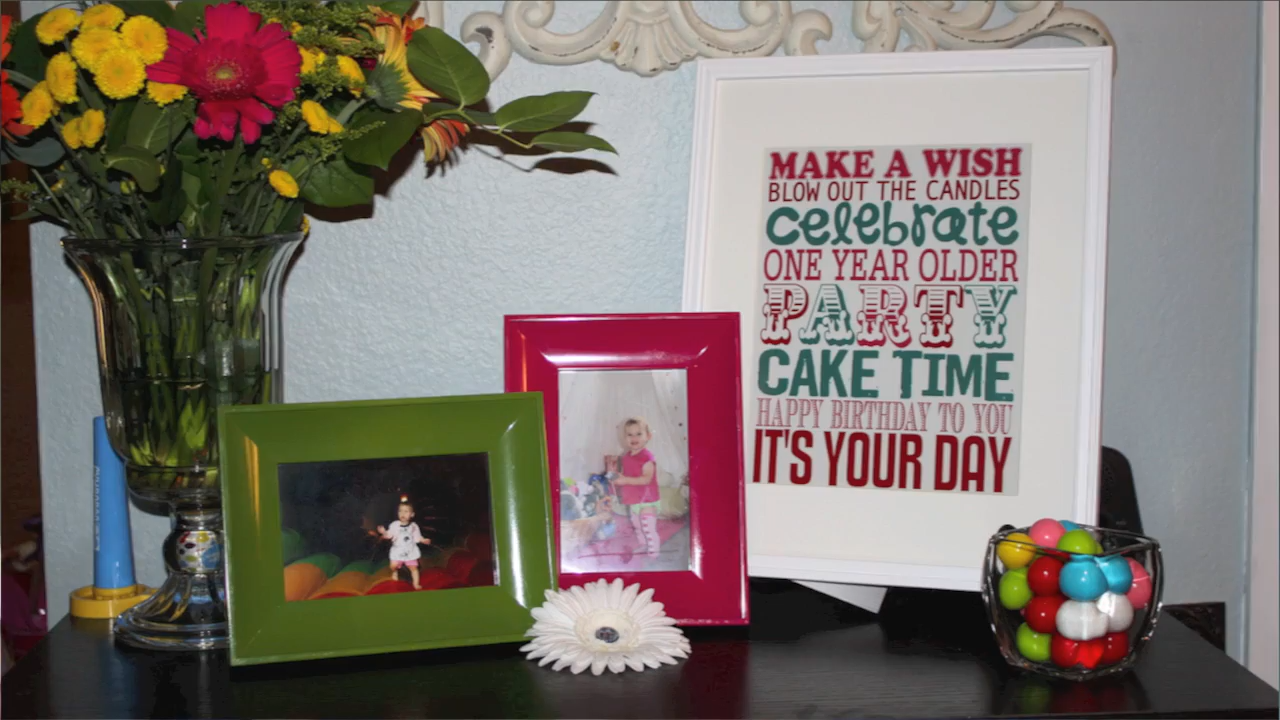 MAKE A WISH
BLOW OUT THE CANDLES
celebrate
ONE YEAR OLDER
PARTY
CAKE TIME
HAPPY BIRTHDAY TO YOU
IT'S YOUR DAY